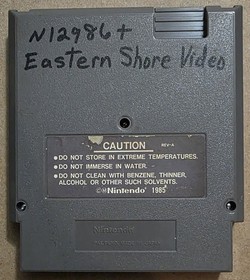 N12986+
Eastern Shore Video
CAUTION REV-A
•DO NOT STORE IN EXTREME TEMPERATURES.
•DO NOT IMMERSE IN WATER.
•DO NOT CLEAN WITH BENZENE, THINNER,
ALCOHOL OR OTHER SUCH SOLVENTS.
©Nintendo 1985
Nintendo